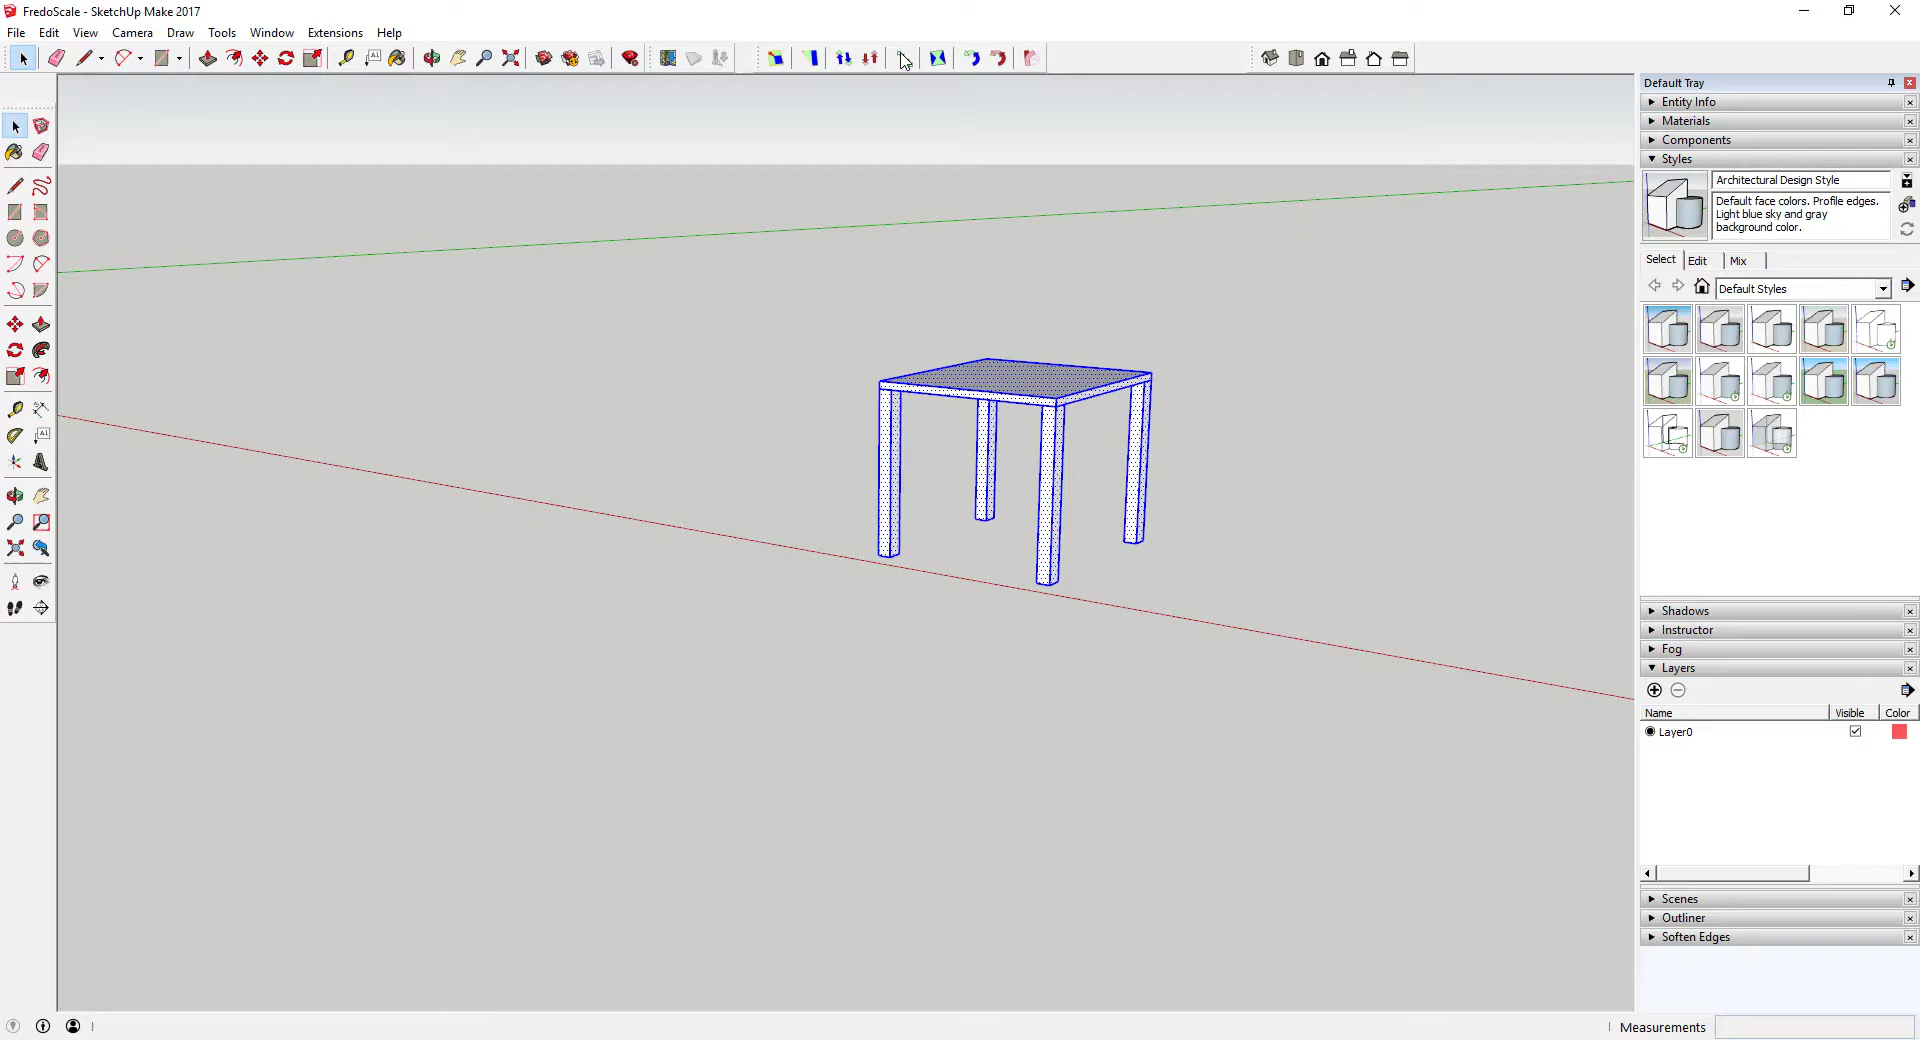 FredoScale - SketchUp Make 2017
File Edit View Camera Draw Tools Window Extensions Help
Default Tray
Entity Info
Materials
Components
Styles
Architectural Design Style
Default face colors. Profile edges.
Light blue sky and gray
background color.
Select Edit Mix
Default Styles
Shadows
Instructor
Fog
Layers
Name Visible Color
Layer0
Scenes
Outliner
Soften Edges
Measurements